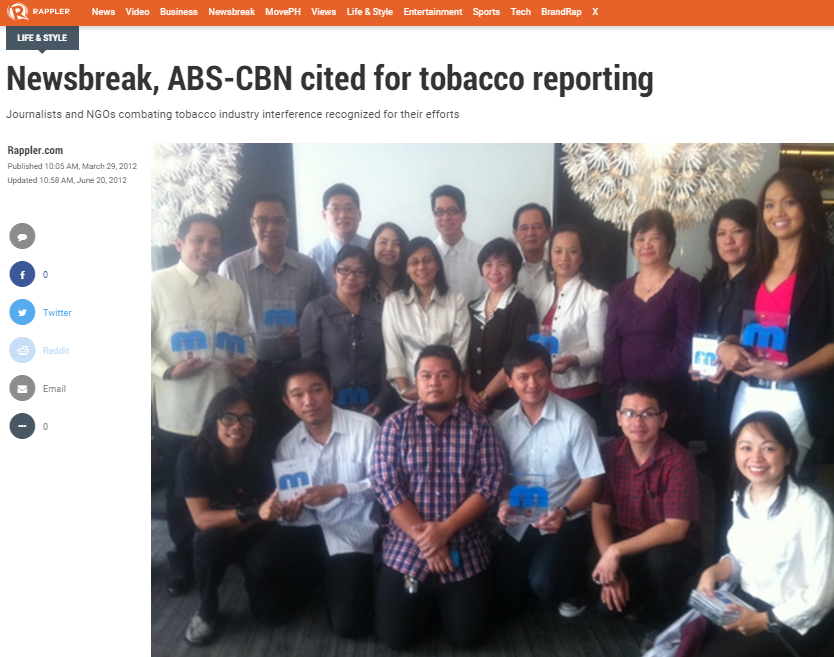 RAPPLER News Video Business Newsbreak MovePH Views Life & Style Entertainment Sports Tech BrandRap X
LIFE & STYLE
Newsbreak, ABS-CBN cited for tobacco reporting
Journalists and NGOs combating tobacco industry interference recognized for their efforts
Rappler.com
Published 10:05 AM, March 29, 2012
Updated 10:58 AM, June 20, 2012
0
Twitter
Reddit
Email
0